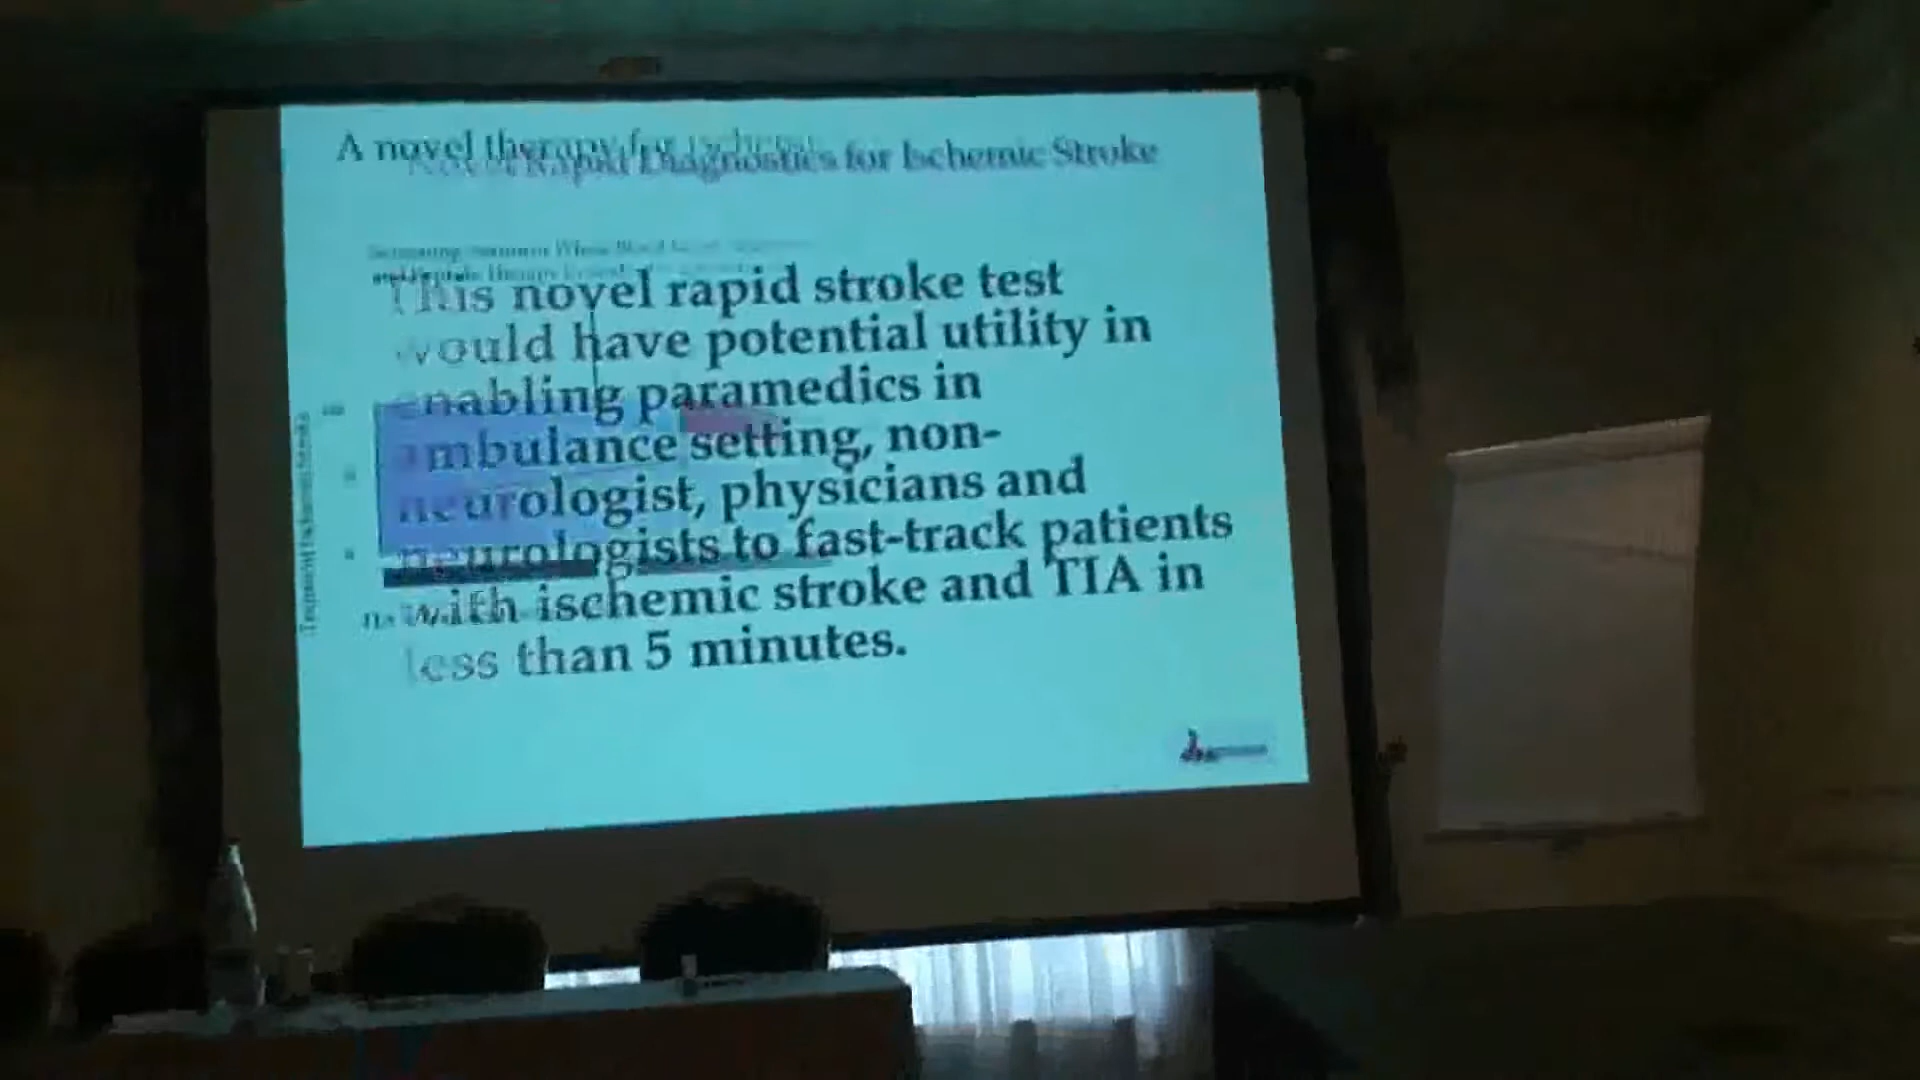 A novel therapy for ischemic
Novel Rapid Diagnostics for Ischemic Stroke
This novel rapid stroke test
would have potential utility in
enabling paramedics in
ambulance setting, non-
neurologist, physicians and
neurologists to fast-track patients
with ischemic stroke and TIA in
less than 5 minutes.